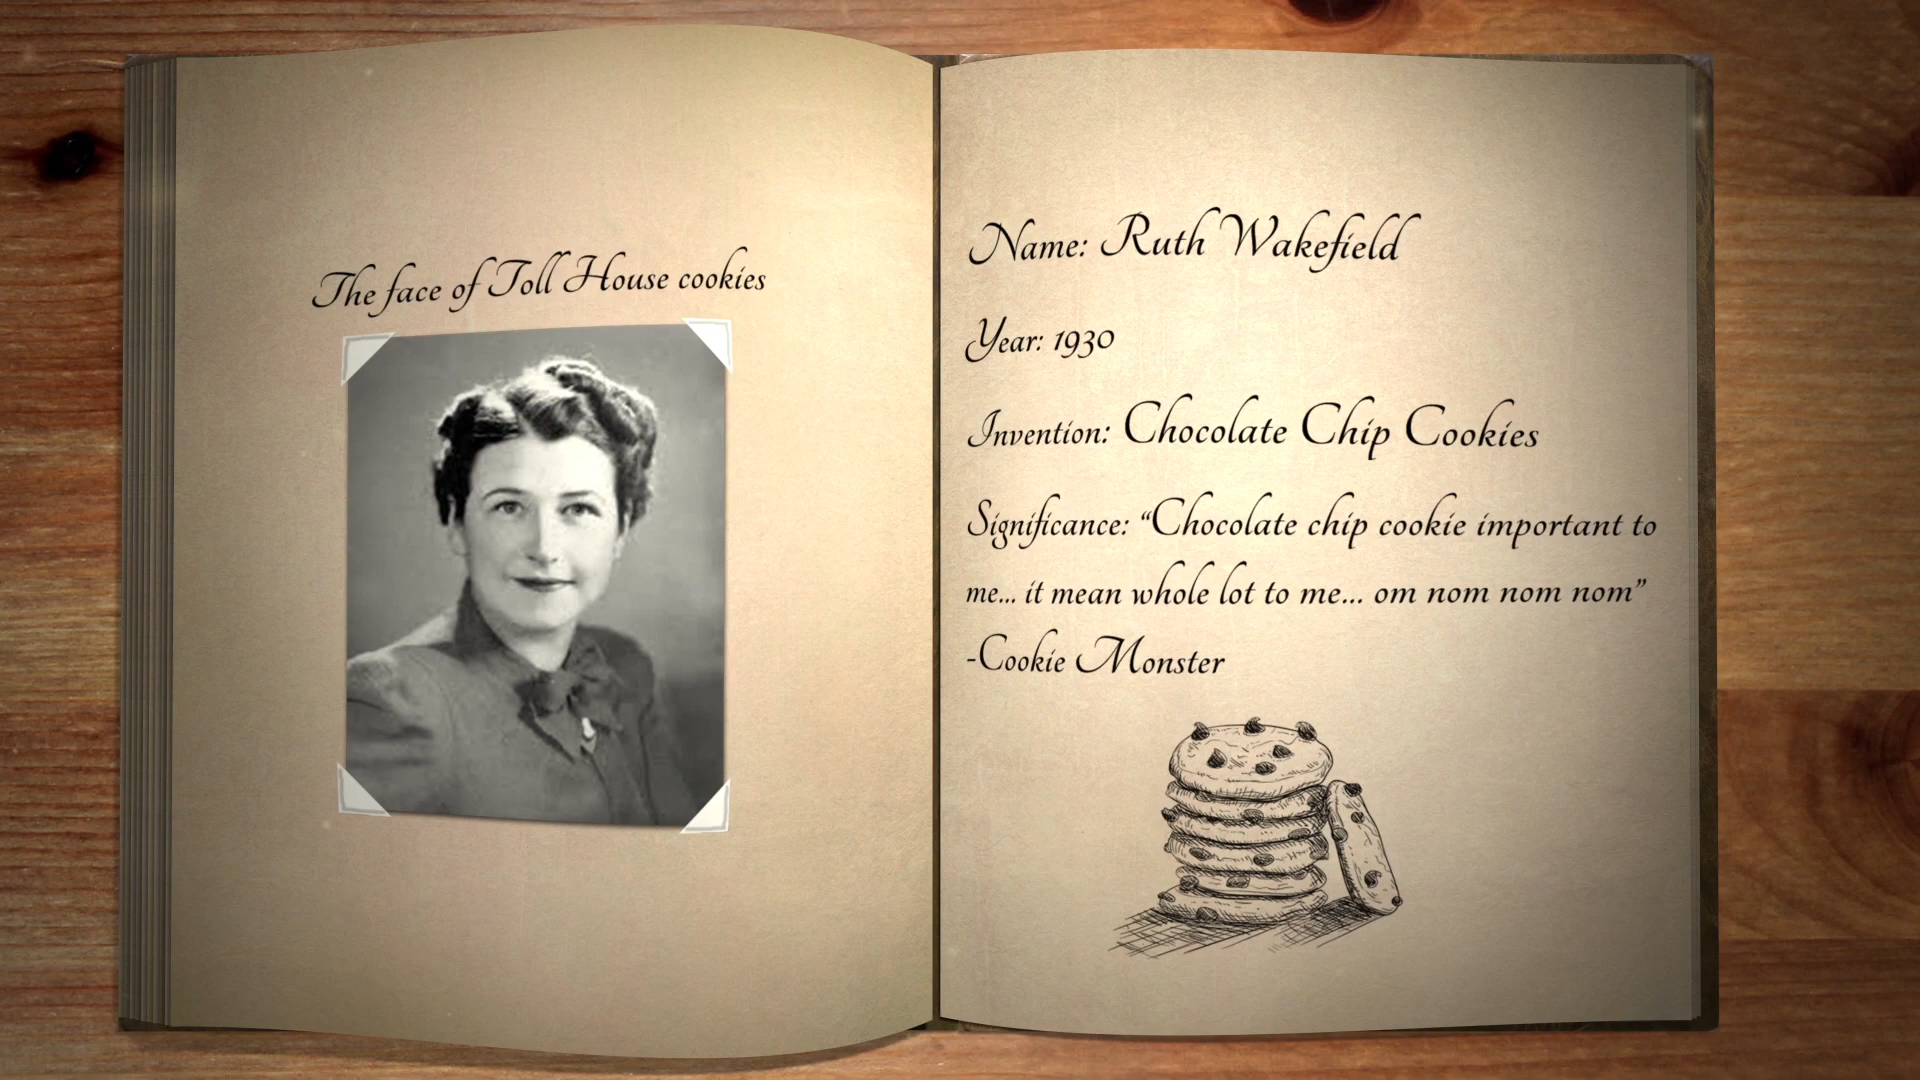 The face of Toll House cookies
Name: Ruth Wakefield
Year: 1930
Invention: Chocolate Chip Cookies
Significance: “Chocolate chip cookie important to
me... it mean whole lot to me... om nom nom nom”
-Cookie Monster